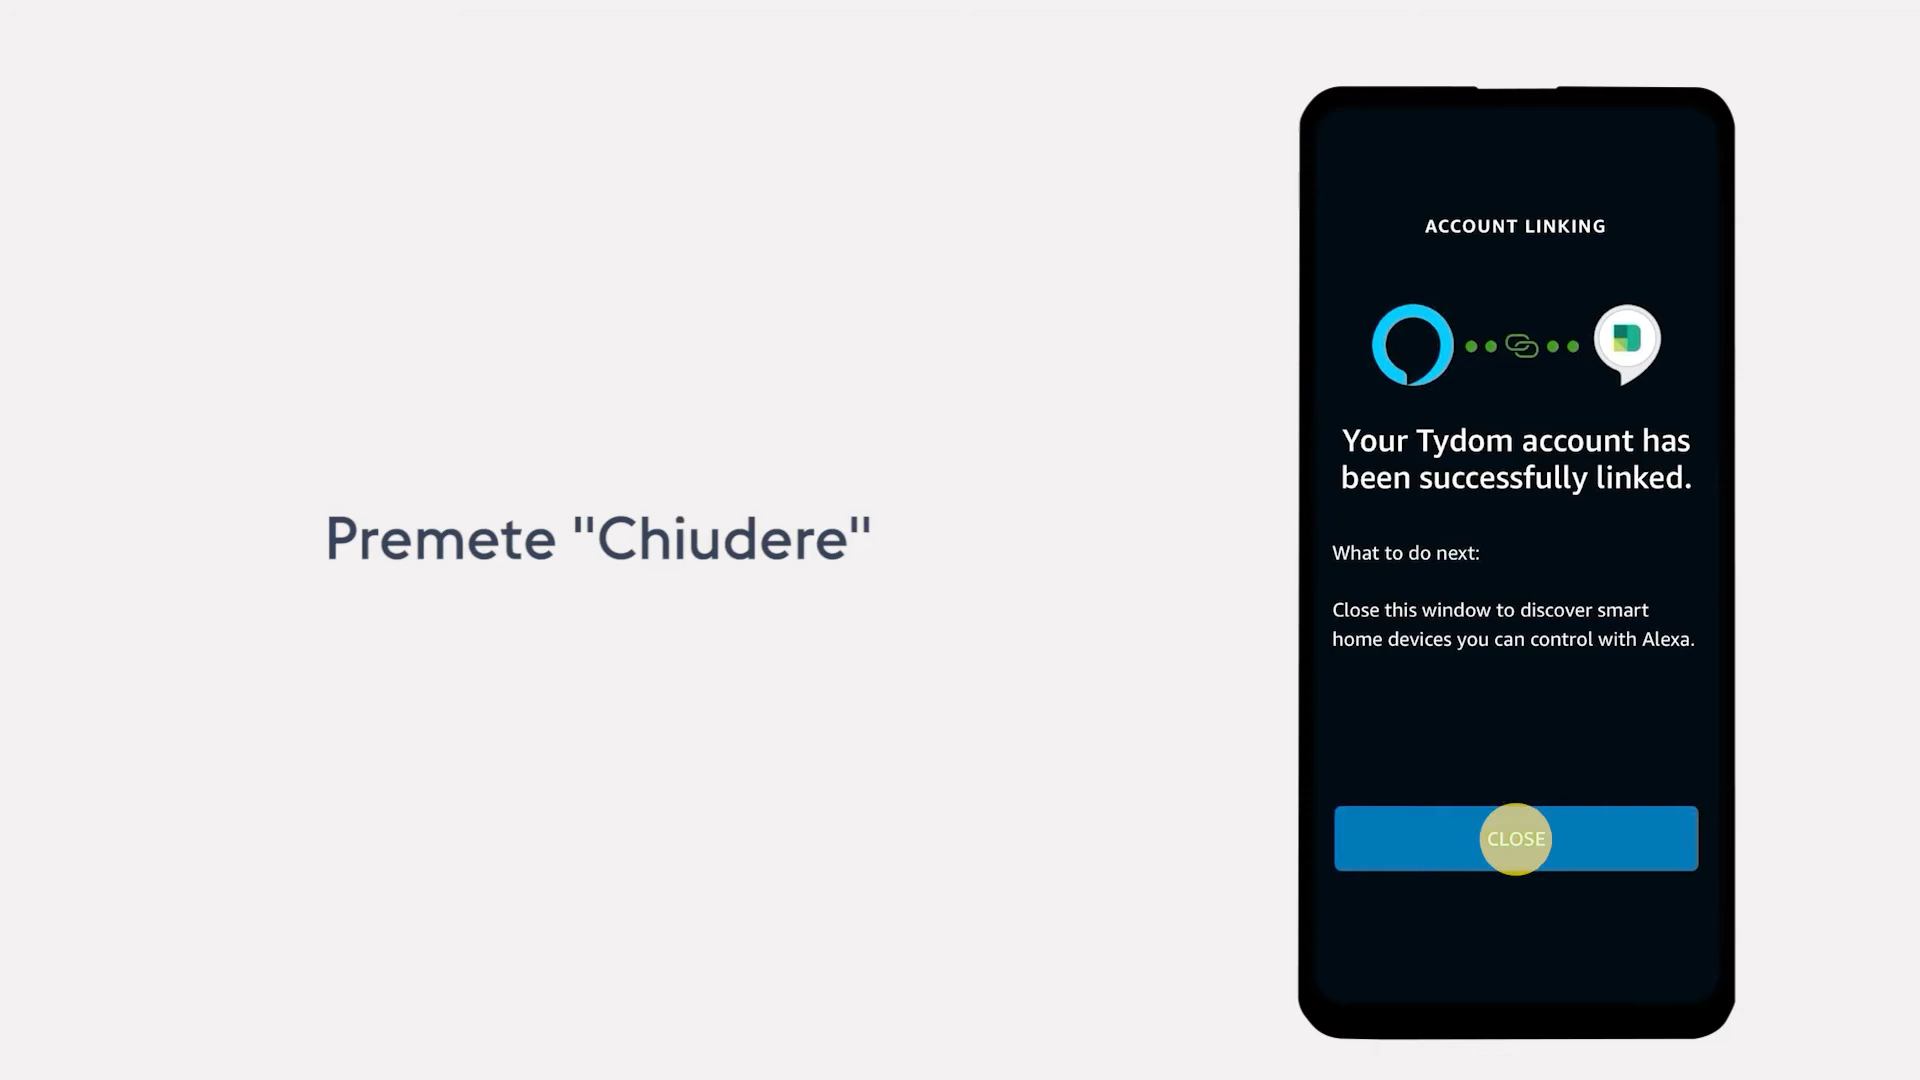 Premete "Chiudere"
ACCOUNT LINKING
Your Tydom account has
been successfully linked.
What to do next:
Close this window to discover smart
home devices you can control with Alexa.
CLOSE